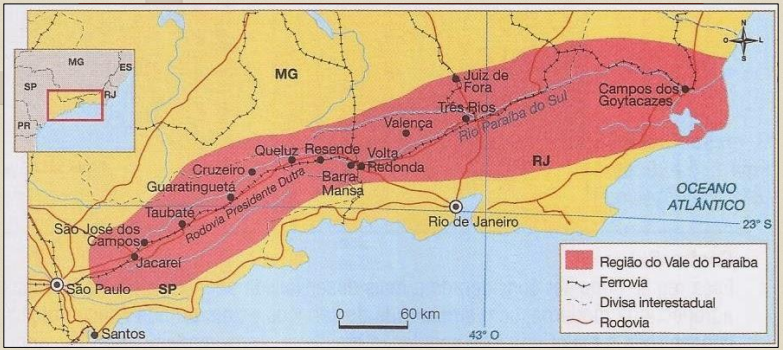 MG
ES
SP
RJ
PR
N
O
L
S
MG
Juiz de
Fora
Campos dos
Goytacazes
Três Rios
Rio Paraíba do Sul
Valença
Queluz
Resende
Volta
Redonda
Cruzeiro
Barra
Mansa
RJ
Guaratinguetá
Rodovia Presidente Dutra
Taubaté
OCEANO
ATLÂNTICO
São José dos
Campos
Rio de Janeiro
23° S
Jacareí
São Paulo
SP
Santos
0
60 km
43° O
Região do Vale do Paraíba
Ferrovia
Divisa interestadual
Rodovia